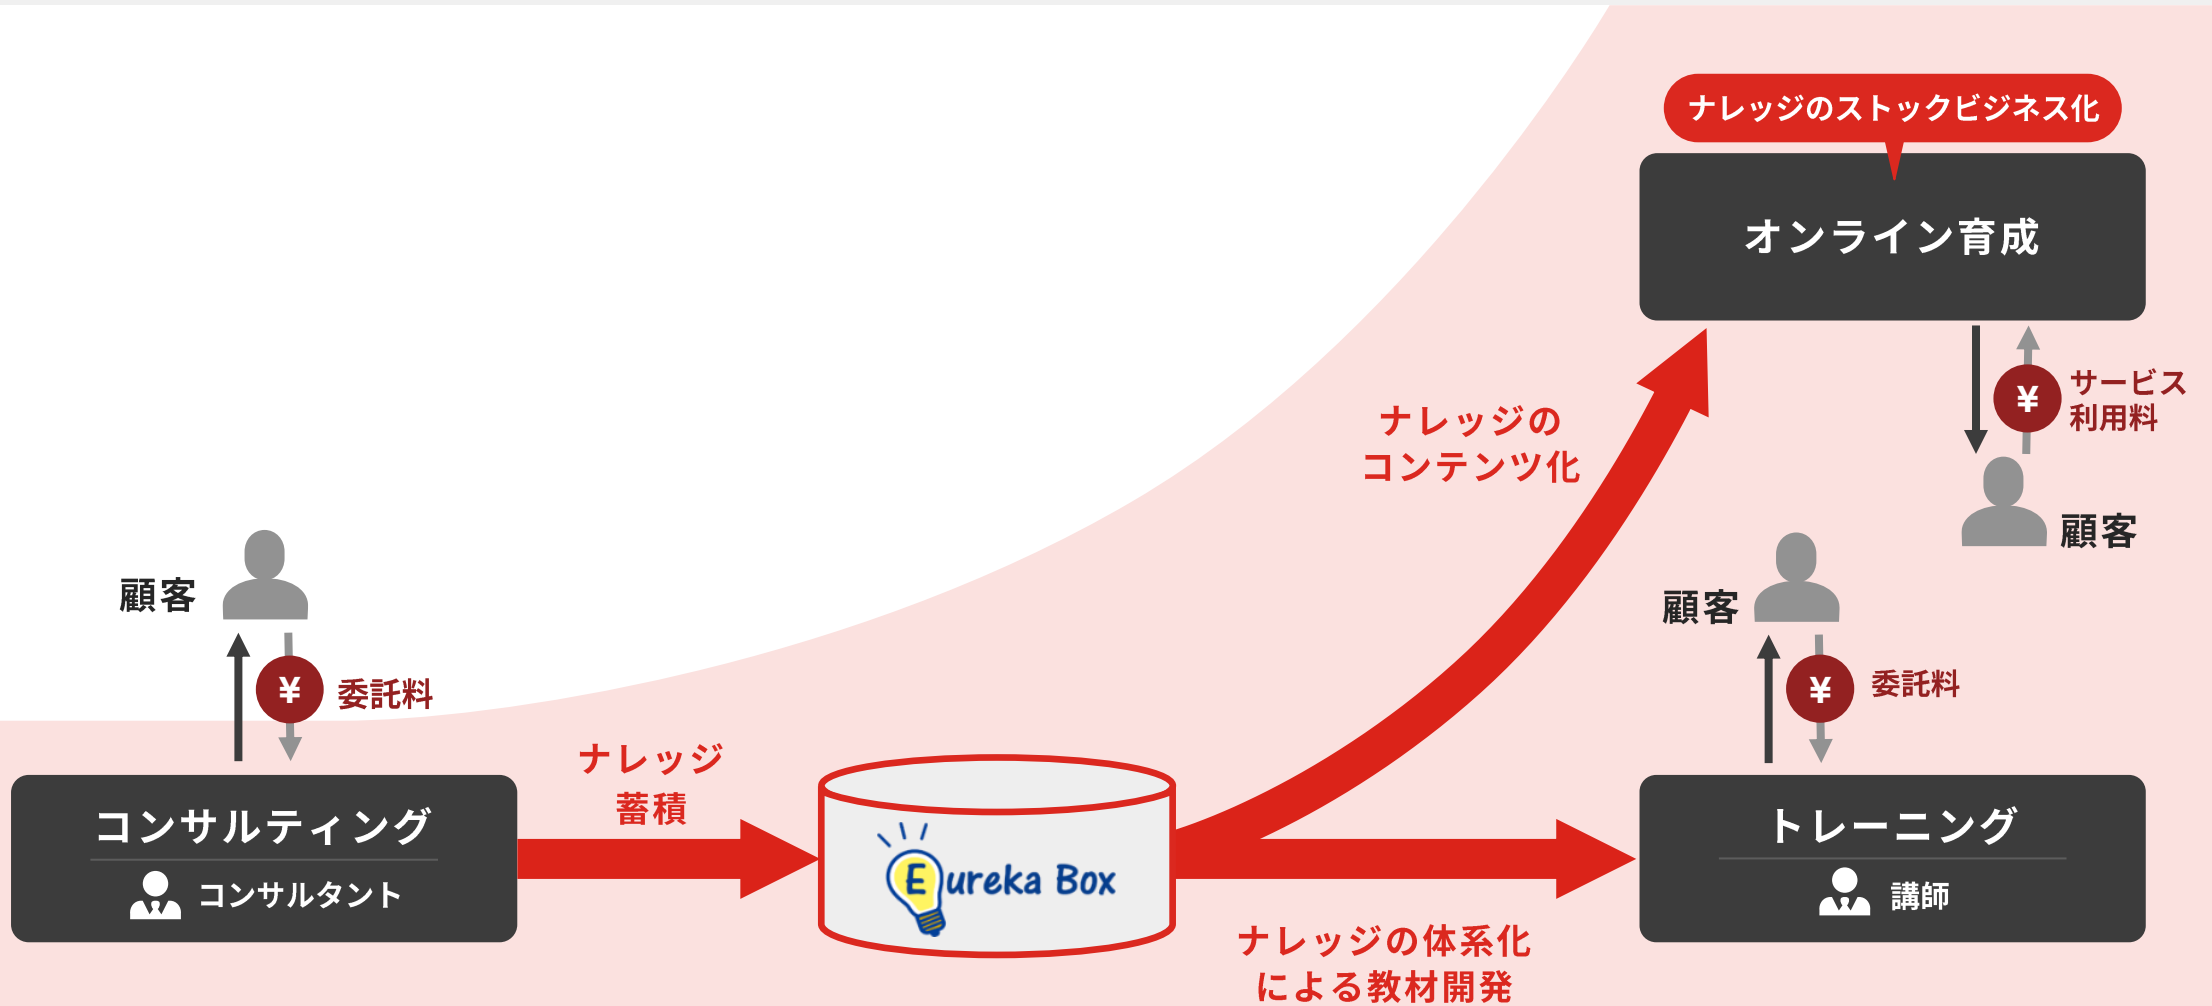 ナレッジのストックビジネス化
オンライン育成
¥
サービス
利用料
顧客
ナレッジの
コンテンツ化
顧客
¥
委託料
顧客
¥
委託料
コンサルティング
コンサルタント
ナレッジ
蓄積
Eureka Box
ナレッジの体系化
による教材開発
トレーニング
講師